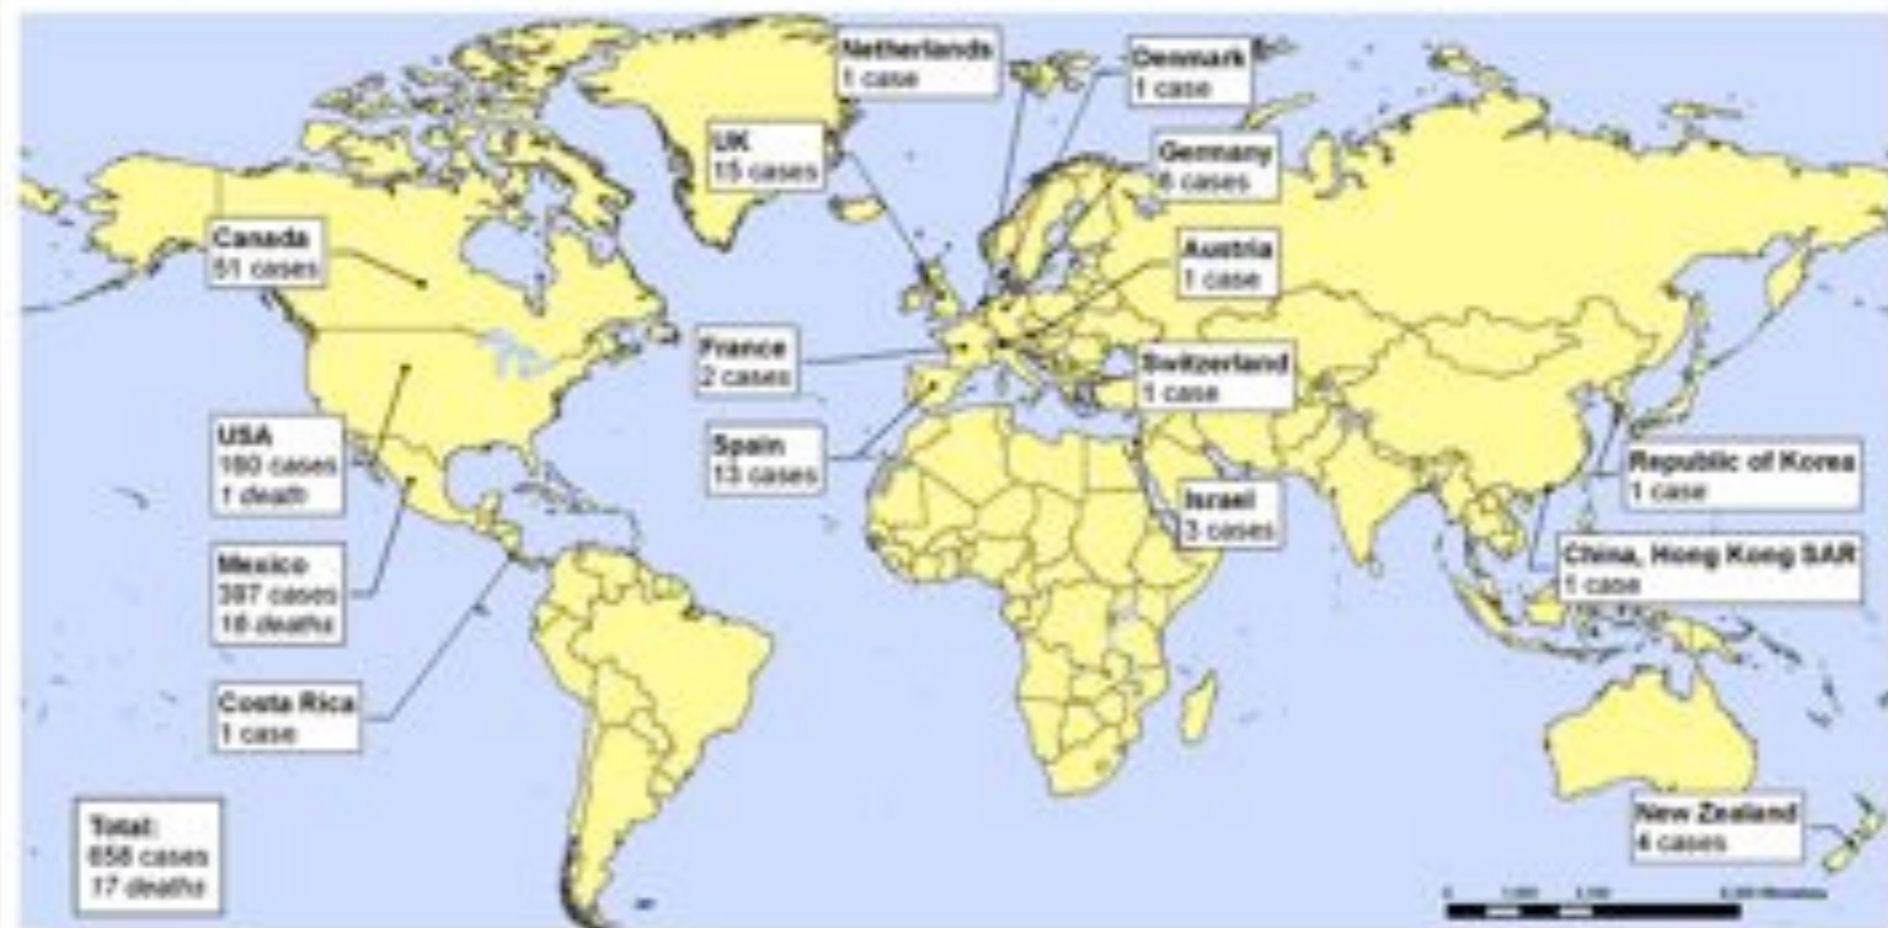 Netherlands
1 case
Denmark
1 case
UK
15 cases
Germany
6 cases
Canada
51 cases
Austria
1 case
France
2 cases
Switzerland
1 case
USA
160 cases
1 death
Spain
13 cases
Republic of Korea
1 case
Israel
3 cases
Mexico
397 cases
16 deaths
China, Hong Kong SAR
1 case
Costa Rica
1 case
Total:
658 cases
17 deaths
New Zealand
4 cases